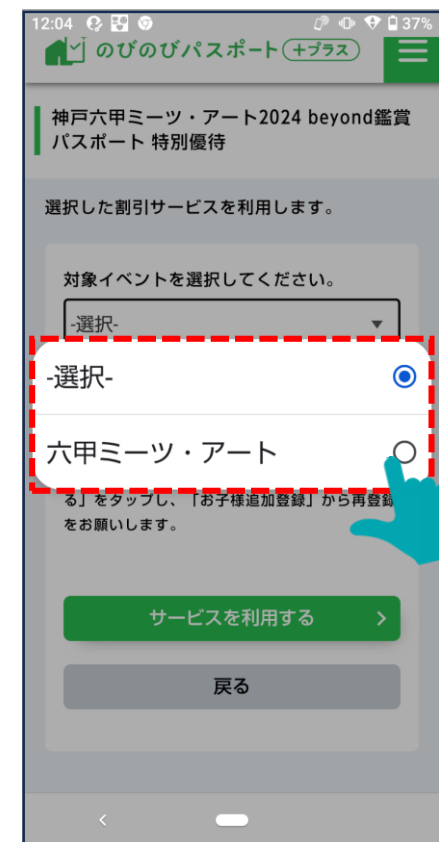 12:04 37%
のびのびパスポート +プラス
神戸六甲ミーツ・アート2024 beyond鑑賞
パスポート 特別優待
選択した割引サービスを利用します。
対象イベントを選択してください。
-選択-
-選択-
六甲ミーツ・アート
る」をタップし、「お子様追加登録」から再登録
をお願いします。
サービスを利用する
戻る